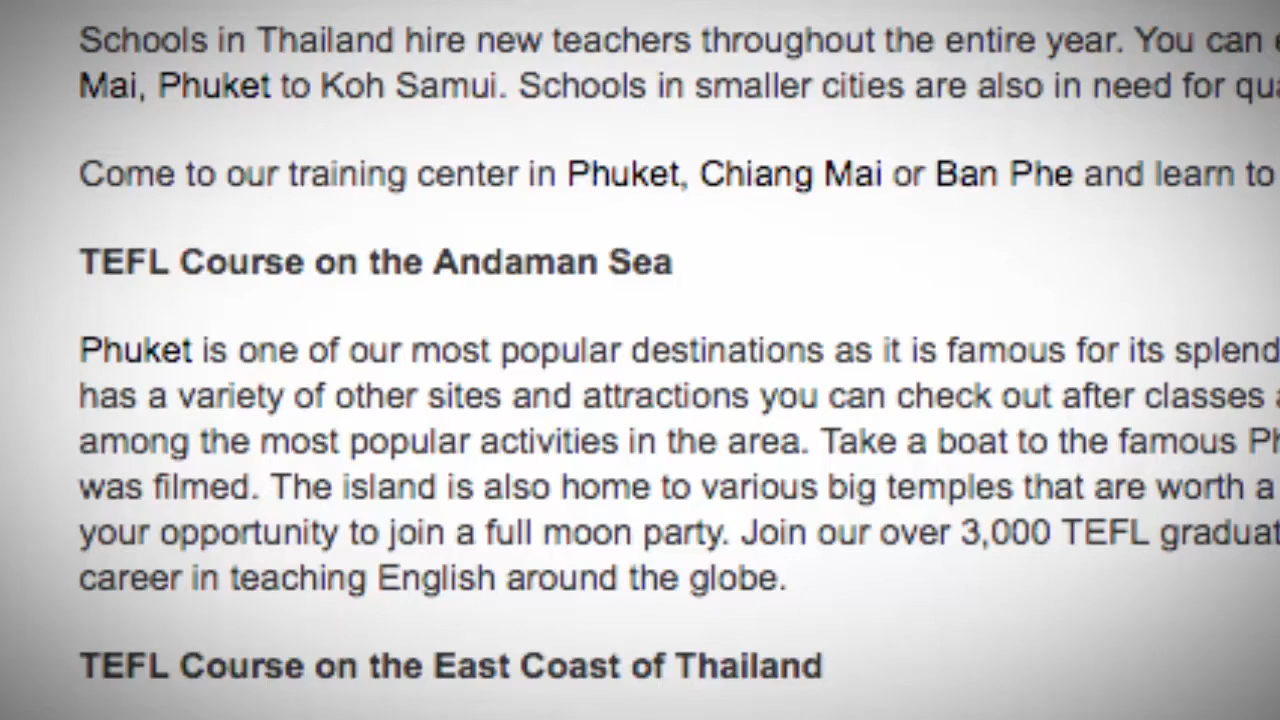 Schools in Thailand hire new teachers throughout the entire year. You can
Mai, Phuket to Koh Samui. Schools in smaller cities are also in need for
Come to our training center in Phuket, Chiang Mai or Ban Phe and learn to
TEFL Course on the Andaman Sea
Phuket is one of our most popular destinations as it is famous for its
has a variety of other sites and attractions you can check out after classes
among the most popular activities in the area. Take a boat to the famous
was filmed. The island is also home to various big temples that are worth a
your opportunity to join a full moon party. Join our over 3,000 TEFL
career in teaching English around the globe.
TEFL Course on the East Coast of Thailand